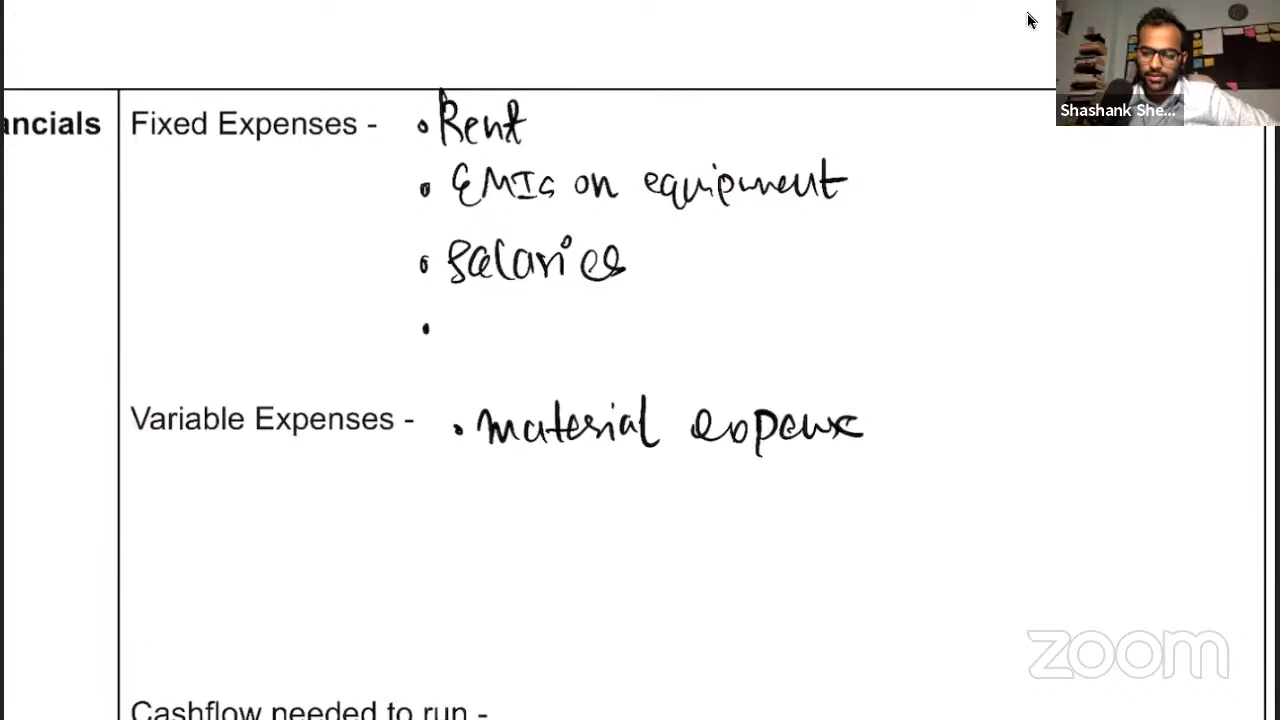 Shashank She...
ancials
Fixed Expenses - • Rent
• EMIs on equipment
• Salaries
•
Variable Expenses - • material expense
zoom
Cashflow needed to run -